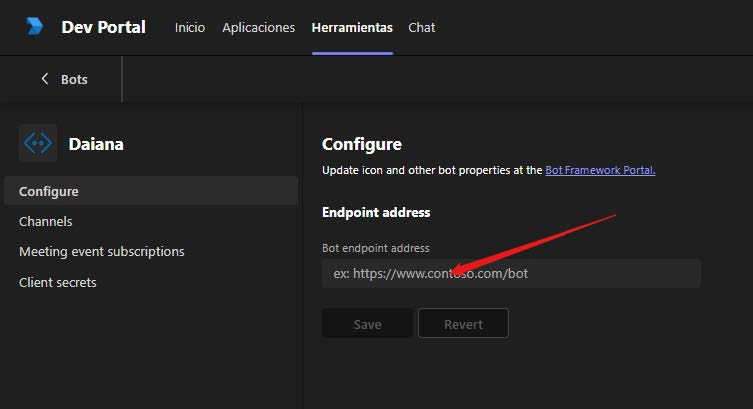 Dev Portal Inicio Aplicaciones Herramientas Chat
Bots
Daiana
Configure
Channels
Meeting event subscriptions
Client secrets
Configure
Update icon and other bot properties at the Bot Framework Portal.
Endpoint address
Bot endpoint address
ex: https://www.contoso.com/bot
Save Revert